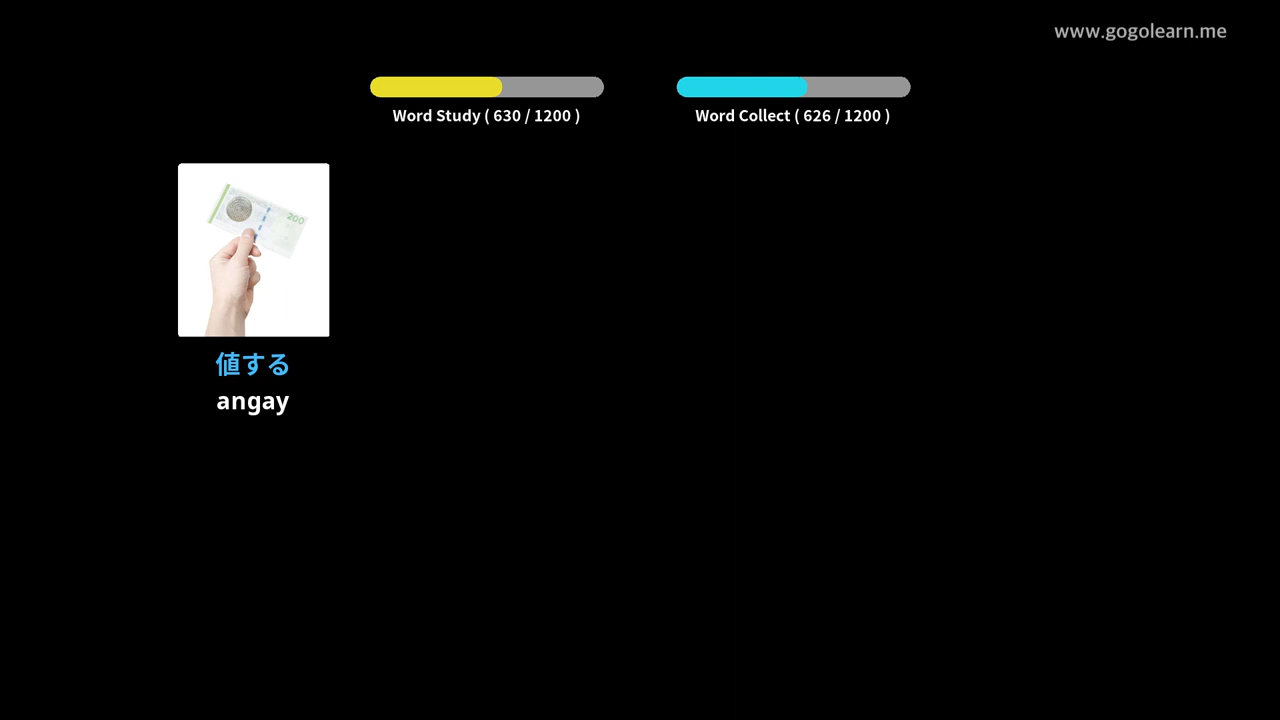 www.gogolearn.me
Word Study ( 630 / 1200 )
Word Collect ( 626 / 1200 )
200
値する
angay